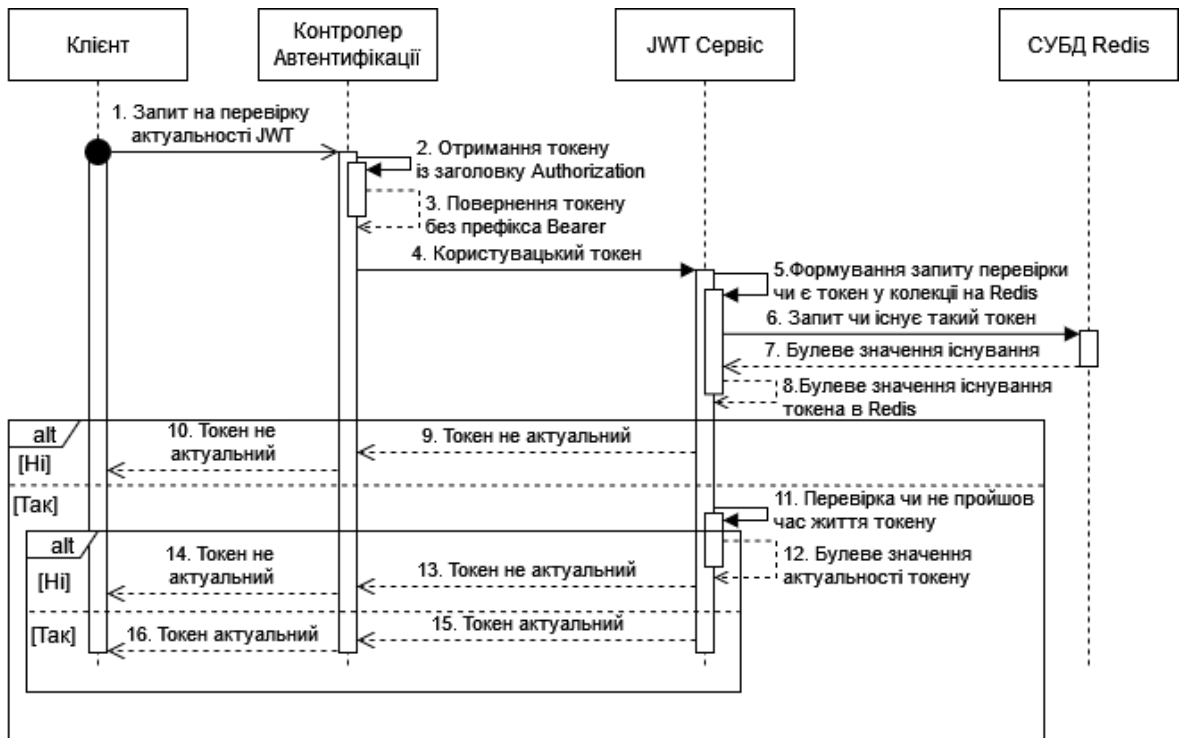 Клієнт
Контролер
Автентифікації
JWT Сервіс
СУБД Redis
1. Запит на перевірку
актуальності JWT
2. Отримання токену
із заголовку Authorization
3. Повернення токену
без префікса Bearer
4. Користувацький токен
5.Формування запиту перевірки
чи є токен у колекції на Redis
6. Запит чи існує такий токен
7. Булеве значення існування
8.Булеве значення існування
токена в Redis
alt
[Ні]
10. Токен не
актуальний
9. Токен не актуальний
[Так]
11. Перевірка чи не пройшов
час життя токену
12. Булеве значення
актуальності токену
alt
[Ні]
14. Токен не
актуальний
13. Токен не актуальний
[Так]
16. Токен актуальний
15. Токен актуальний